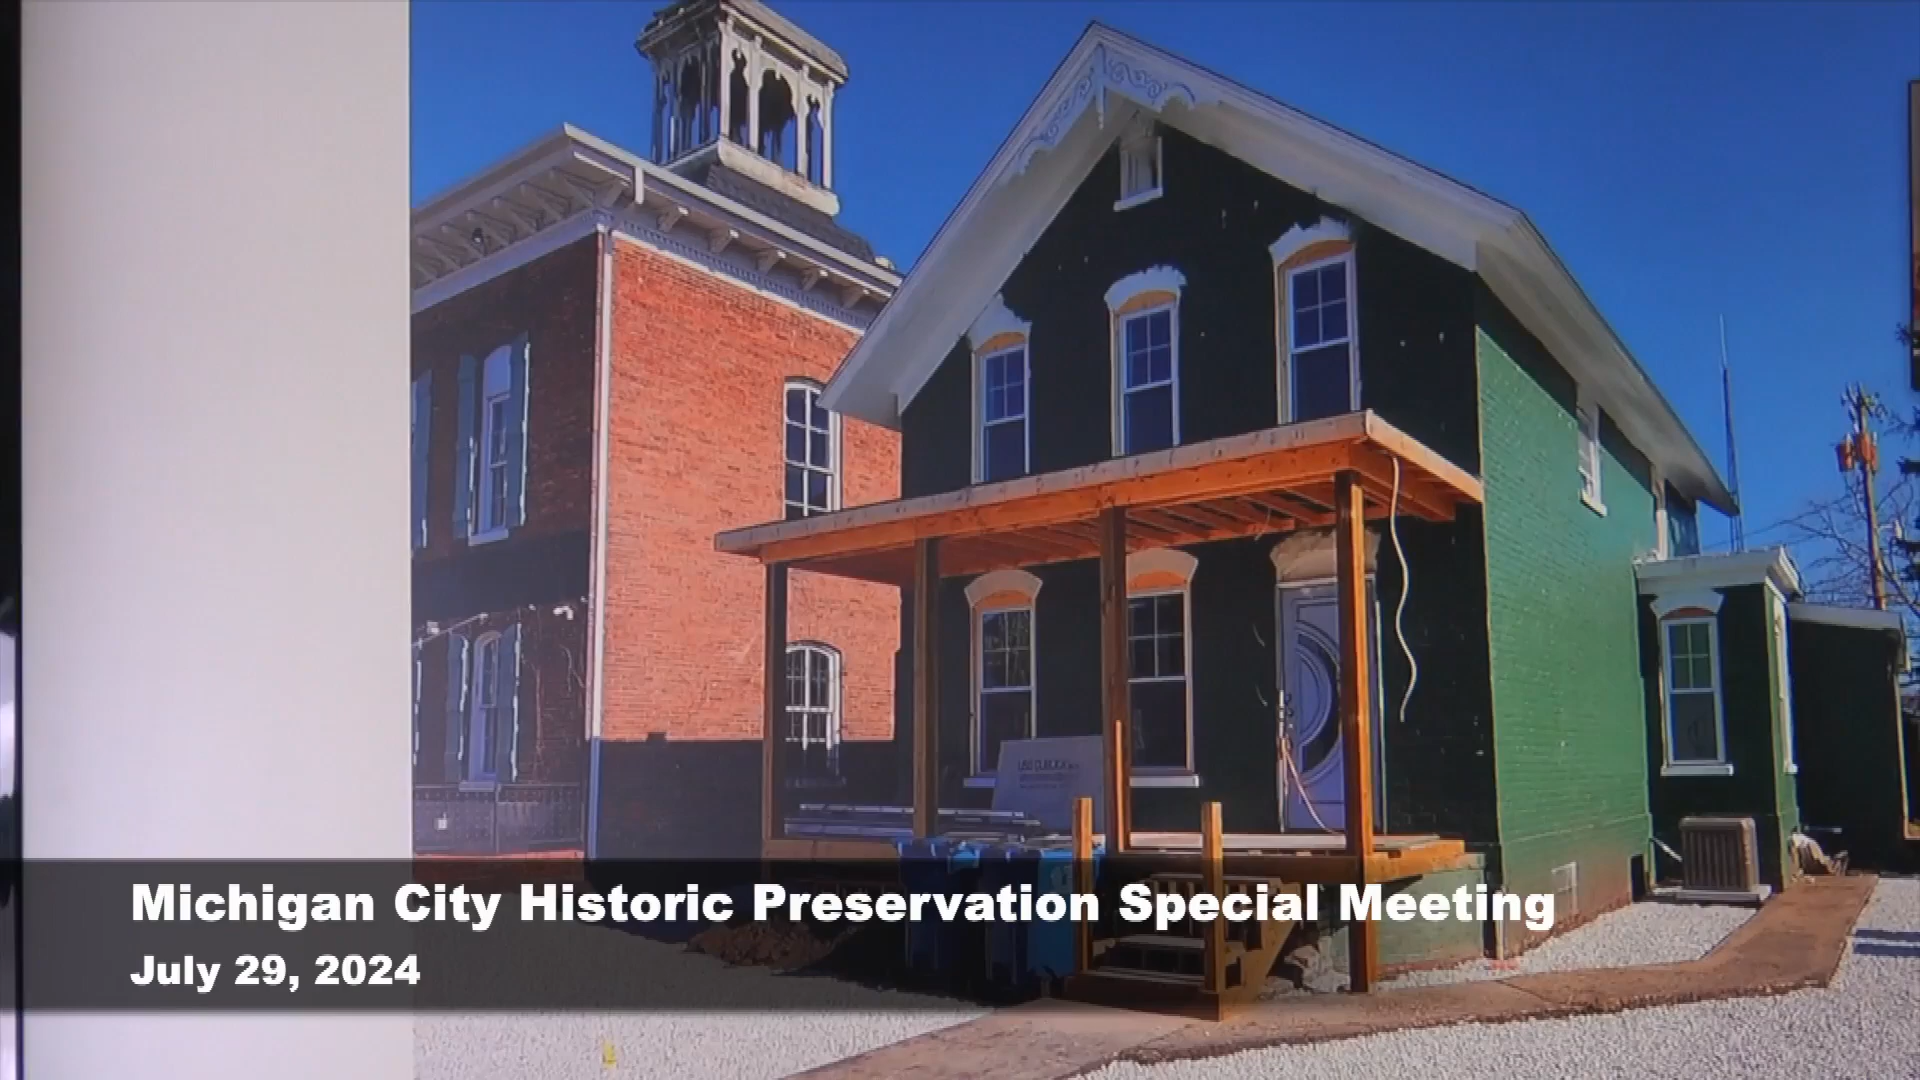 Michigan City Historic Preservation Special Meeting
July 29, 2024